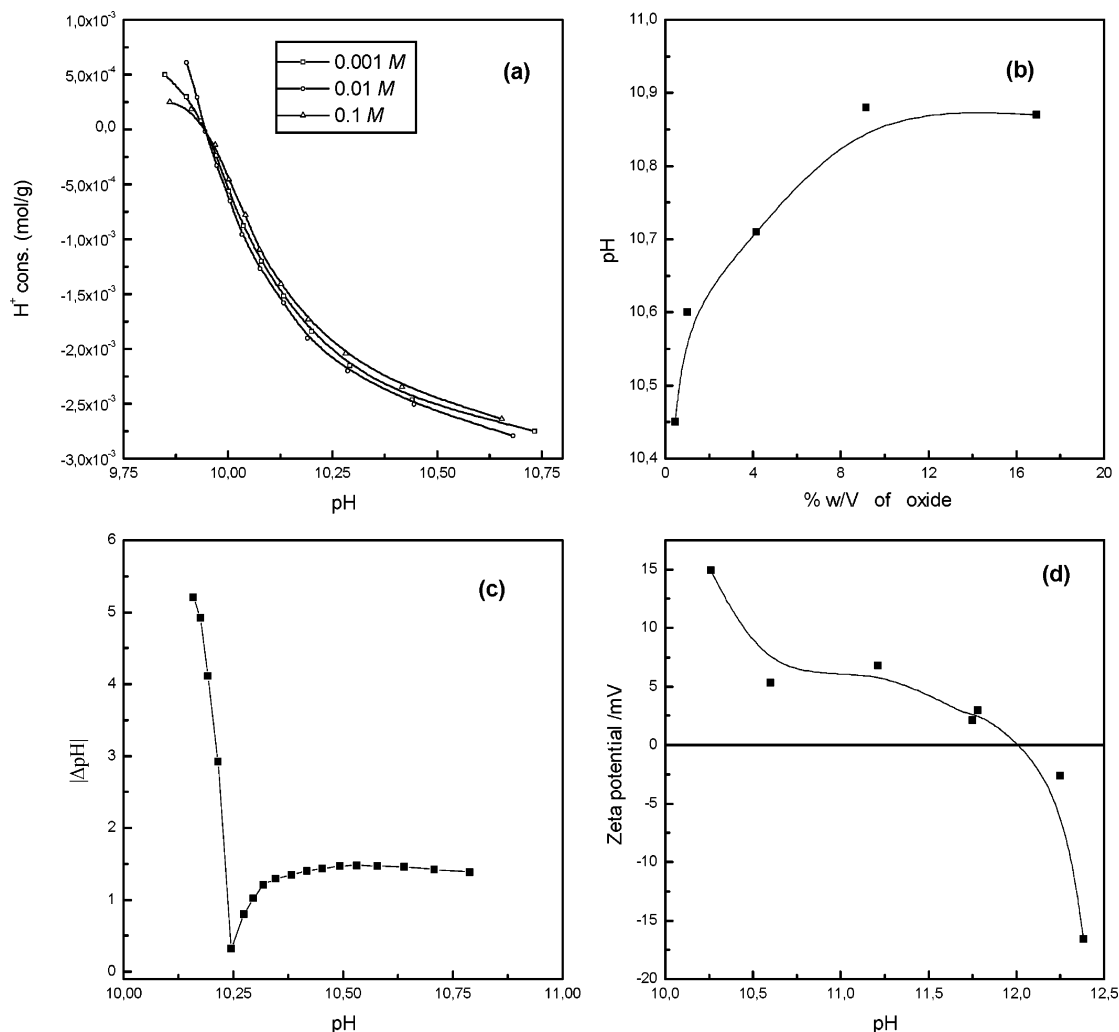 1,0x10⁻³
5,0x10⁻⁴
0,0
-5,0x10⁻⁴
-1,0x10⁻³
-1,5x10⁻³
-2,0x10⁻³
-2,5x10⁻³
-3,0x10⁻³
9,75 10,00 10,25 10,50 10,75
pH
H⁺ cons. (mol/g)
0.001 M
0.01 M
0.1 M
(a)
11,0
10,9
10,8
10,7
10,6
10,5
10,4
0 4 8 12 16 20
% w/V of oxide
pH
(b)
6
5
4
3
2
1
0
10,00 10,25 10,50 10,75 11,00
pH
|ΔpH|
(c)
15
10
5
0
-5
-10
-15
-20
10,0 10,5 11,0 11,5 12,0 12,5
pH
Zeta potential /mV
(d)